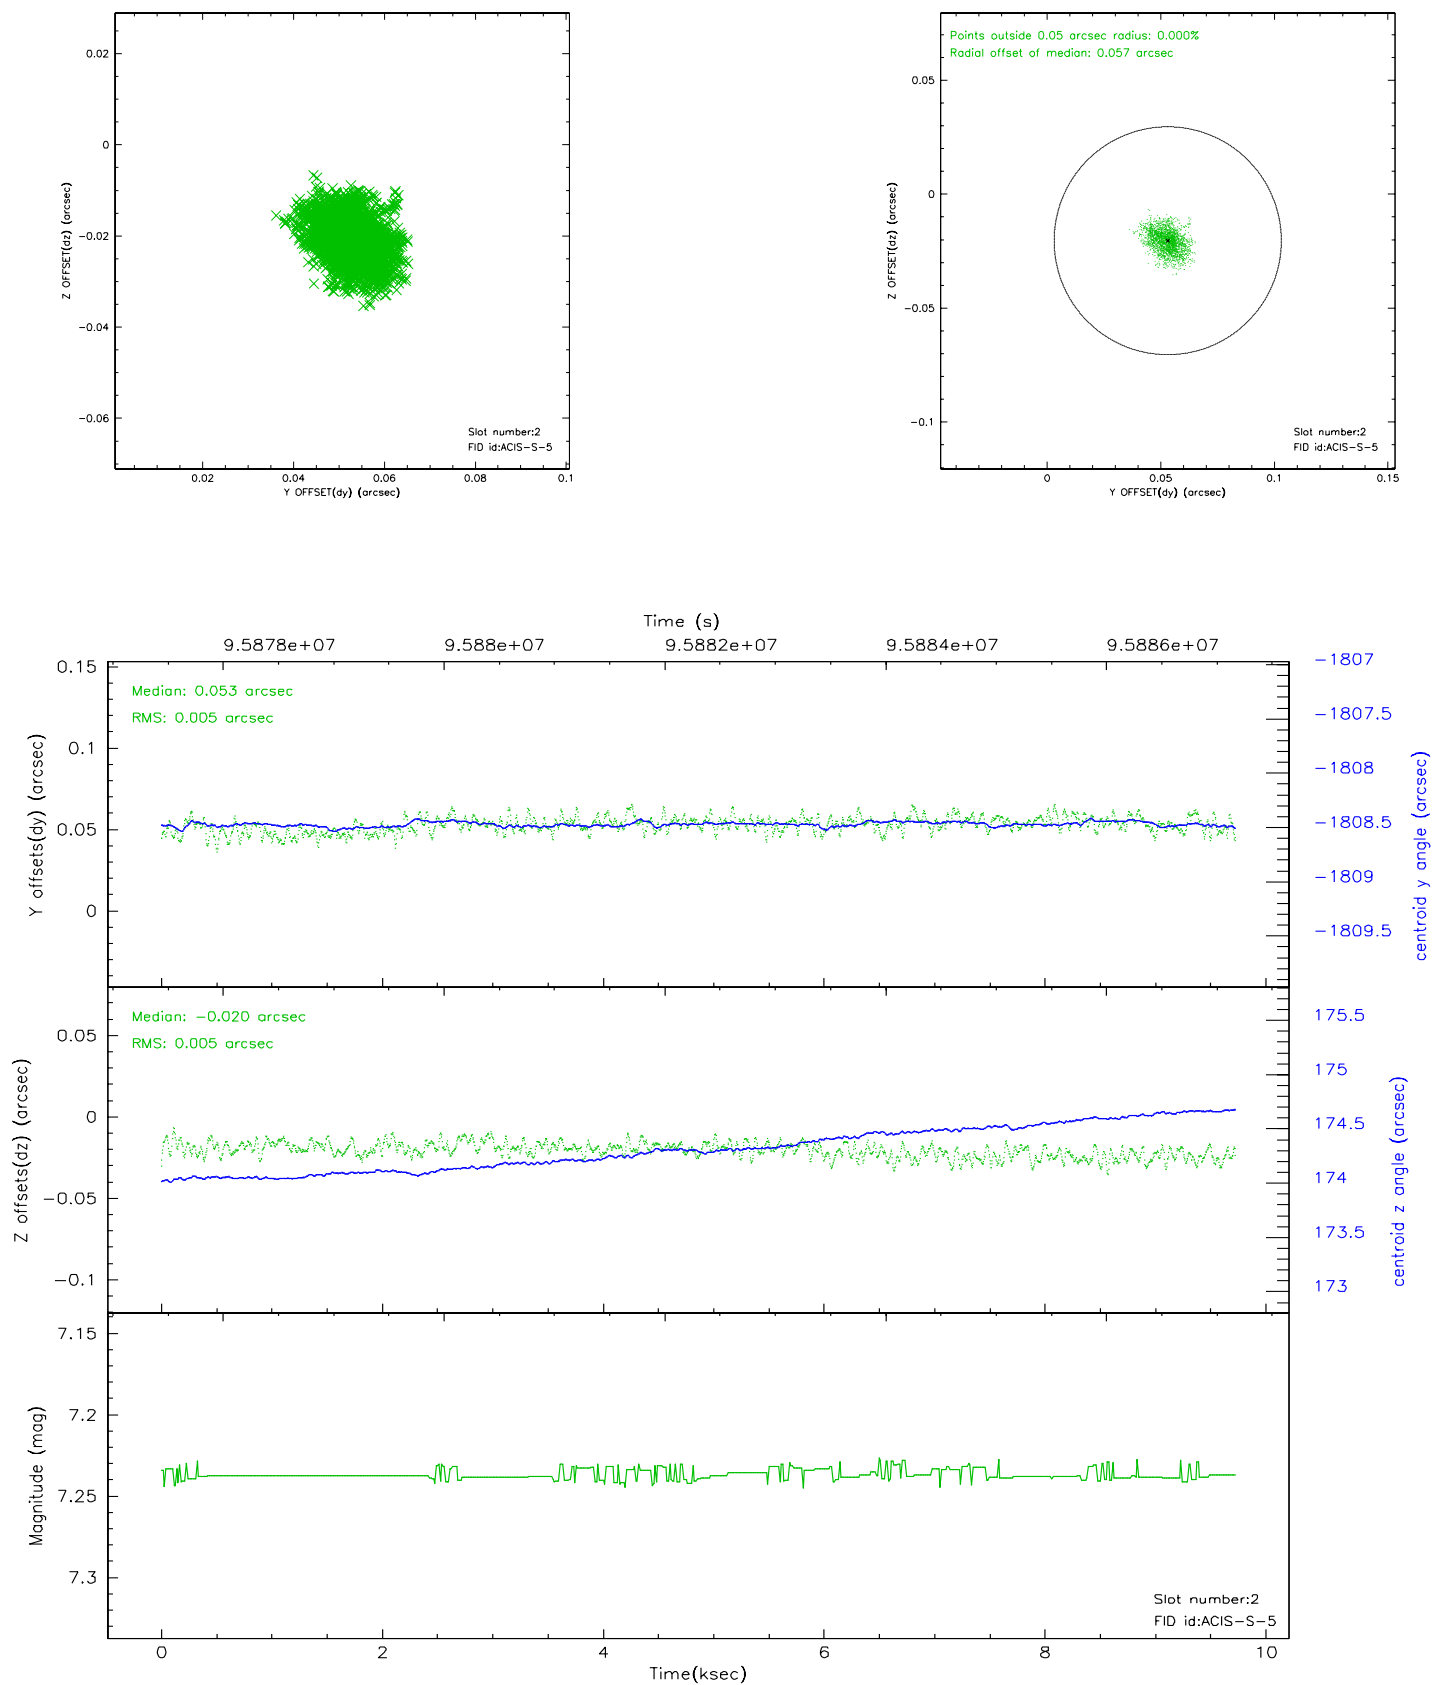 0.02
0
-0.02
-0.04
-0.06
Z OFFSET(dz) (arcsec)
Slot number:2
FID id:ACIS-S-5
0.02 0.04 0.06 0.08 0.1
Y OFFSET(dy) (arcsec)
Points outside 0.05 arcsec radius: 0.000%
Radial offset of median: 0.057 arcsec
0.05
0
-0.05
-0.1
Z OFFSET(dz) (arcsec)
Slot number:2
FID id:ACIS-S-5
0 0.05 0.1 0.15
Y OFFSET(dy) (arcsec)
Time (s)
9.5878e+07 9.588e+07 9.5882e+07 9.5884e+07 9.5886e+07
0.15
0.1
0.05
0
Y offsets(dy) (arcsec)
Median: 0.053 arcsec
RMS: 0.005 arcsec
-1807
-1807.5
-1808
-1808.5
-1809
-1809.5
centroid y angle (arcsec)
0.05
0
-0.05
-0.1
Z offsets(dz) (arcsec)
Median: -0.020 arcsec
RMS: 0.005 arcsec
175.5
175
174.5
174
173.5
173
centroid z angle (arcsec)
7.15
7.2
7.25
7.3
Magnitude (mag)
Slot number:2
FID id:ACIS-S-5
0 2 4 6 8 10
Time(ksec)